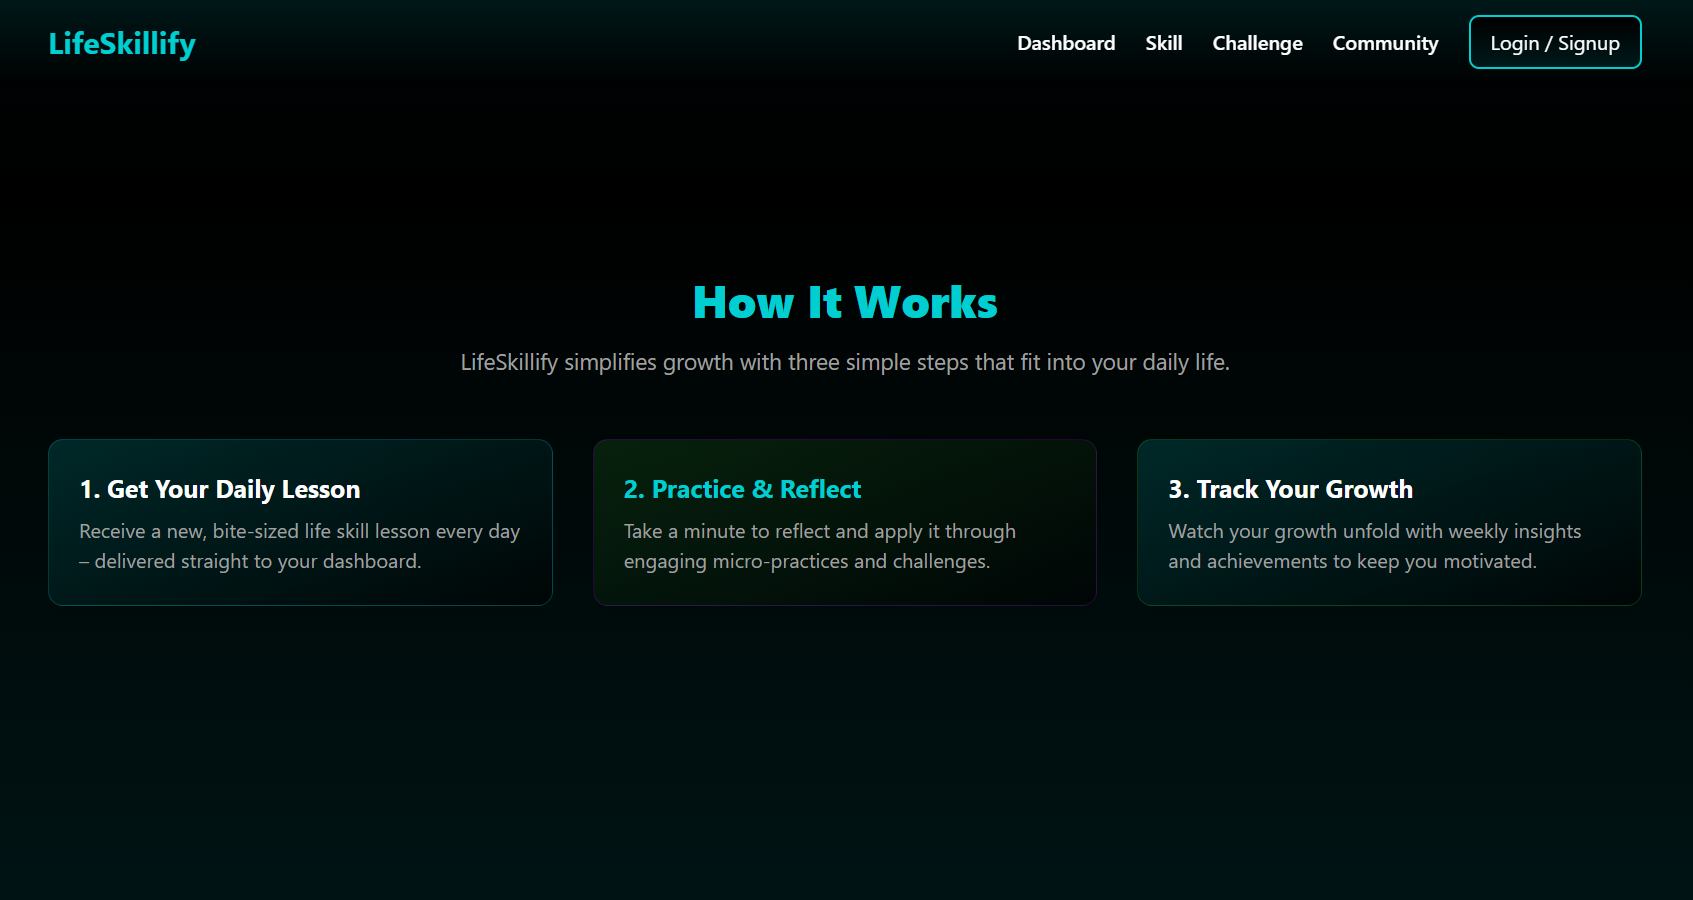 LifeSkillify
Dashboard
Skill
Challenge
Community
Login / Signup
How It Works
LifeSkillify simplifies growth with three simple steps that fit into your daily life.
1. Get Your Daily Lesson
Receive a new, bite-sized life skill lesson every day
– delivered straight to your dashboard.
2. Practice & Reflect
Take a minute to reflect and apply it through
engaging micro-practices and challenges.
3. Track Your Growth
Watch your growth unfold with weekly insights
and achievements to keep you motivated.